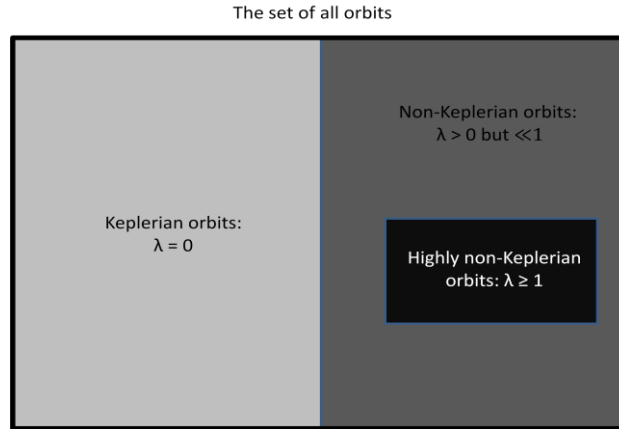 The set of all orbits
Non-Keplerian orbits:
λ > 0 but ≪1
Keplerian orbits:
λ = 0
Highly non-Keplerian
orbits: λ ≥ 1